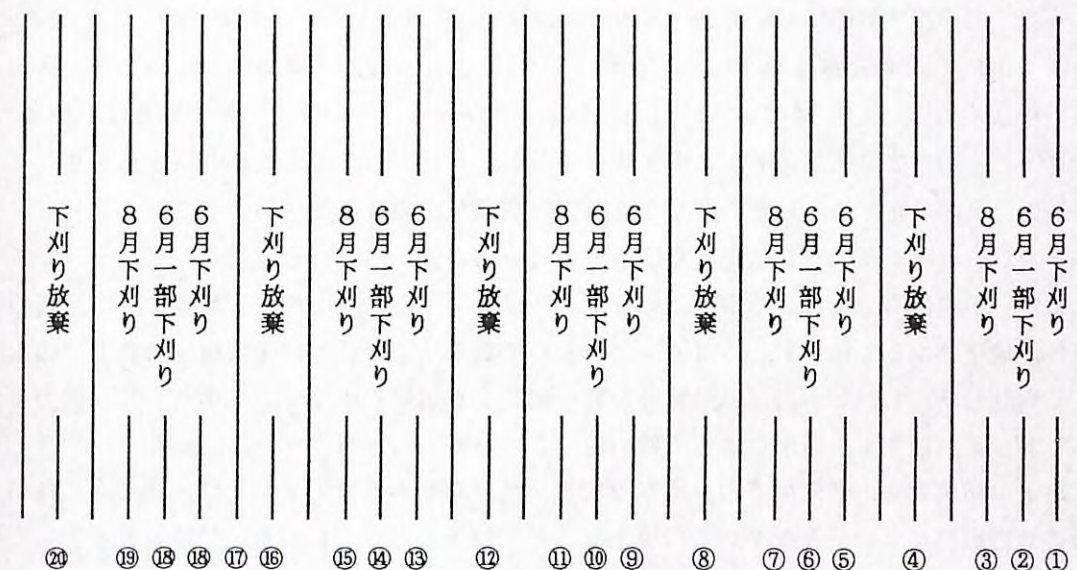 6月下刈り
6月一部下刈り
8月下刈り
下刈り放棄
6月下刈り
6月一部下刈り
8月下刈り
下刈り放棄
6月下刈り
6月一部下刈り
8月下刈り
下刈り放棄
6月下刈り
6月一部下刈り
8月下刈り
下刈り放棄
6月下刈り
6月一部下刈り
8月下刈り
下刈り放棄
⑳ ⑲ ⑱ ⑱ ⑰ ⑯ ⑮ ⑭ ⑬ ⑫ ⑪ ⑩ ⑨ ⑧ ⑦ ⑥ ⑤ ④ ③ ② ①